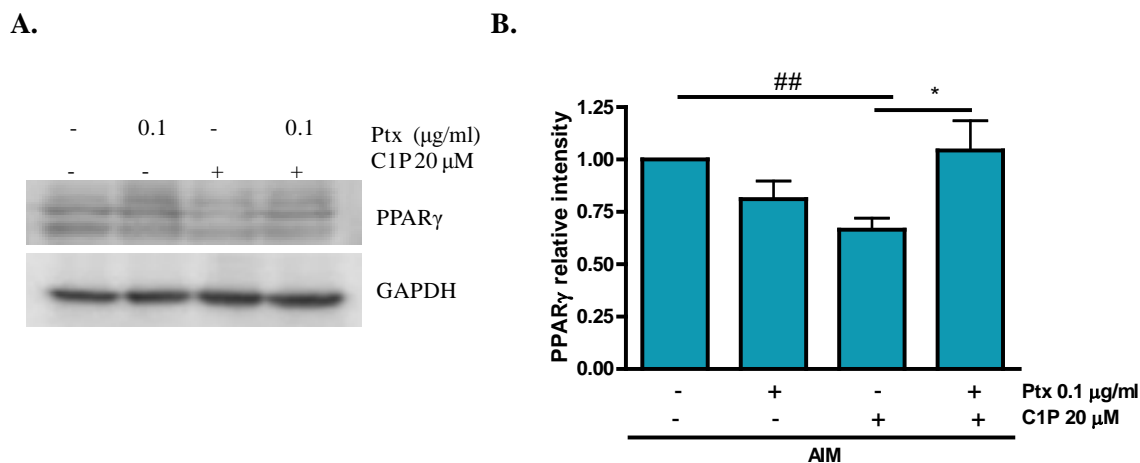 A.
- 0.1 - 0.1 Ptx (μg/ml)
- - + + C1P 20 μM
PPARγ
GAPDH
B.
## *
PPARγ relative intensity
1.25
1.00
0.75
0.50
0.25
0.00
- + - + Ptx 0.1 μg/ml
- - + + C1P 20 μM
AIM